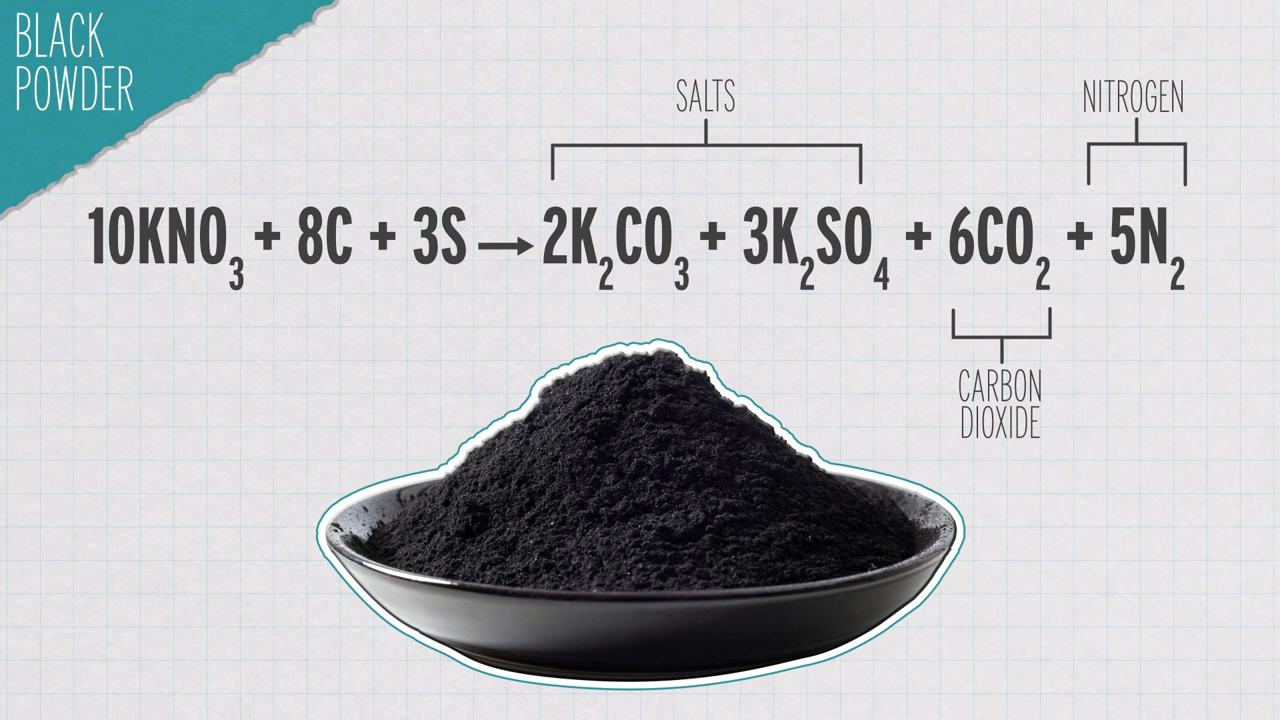 BLACK
POWDER
SALTS
NITROGEN
10KNO₃ + 8C + 3S → 2K₂CO₃ + 3K₂SO₄ + 6CO₂ + 5N₂
CARBON
DIOXIDE